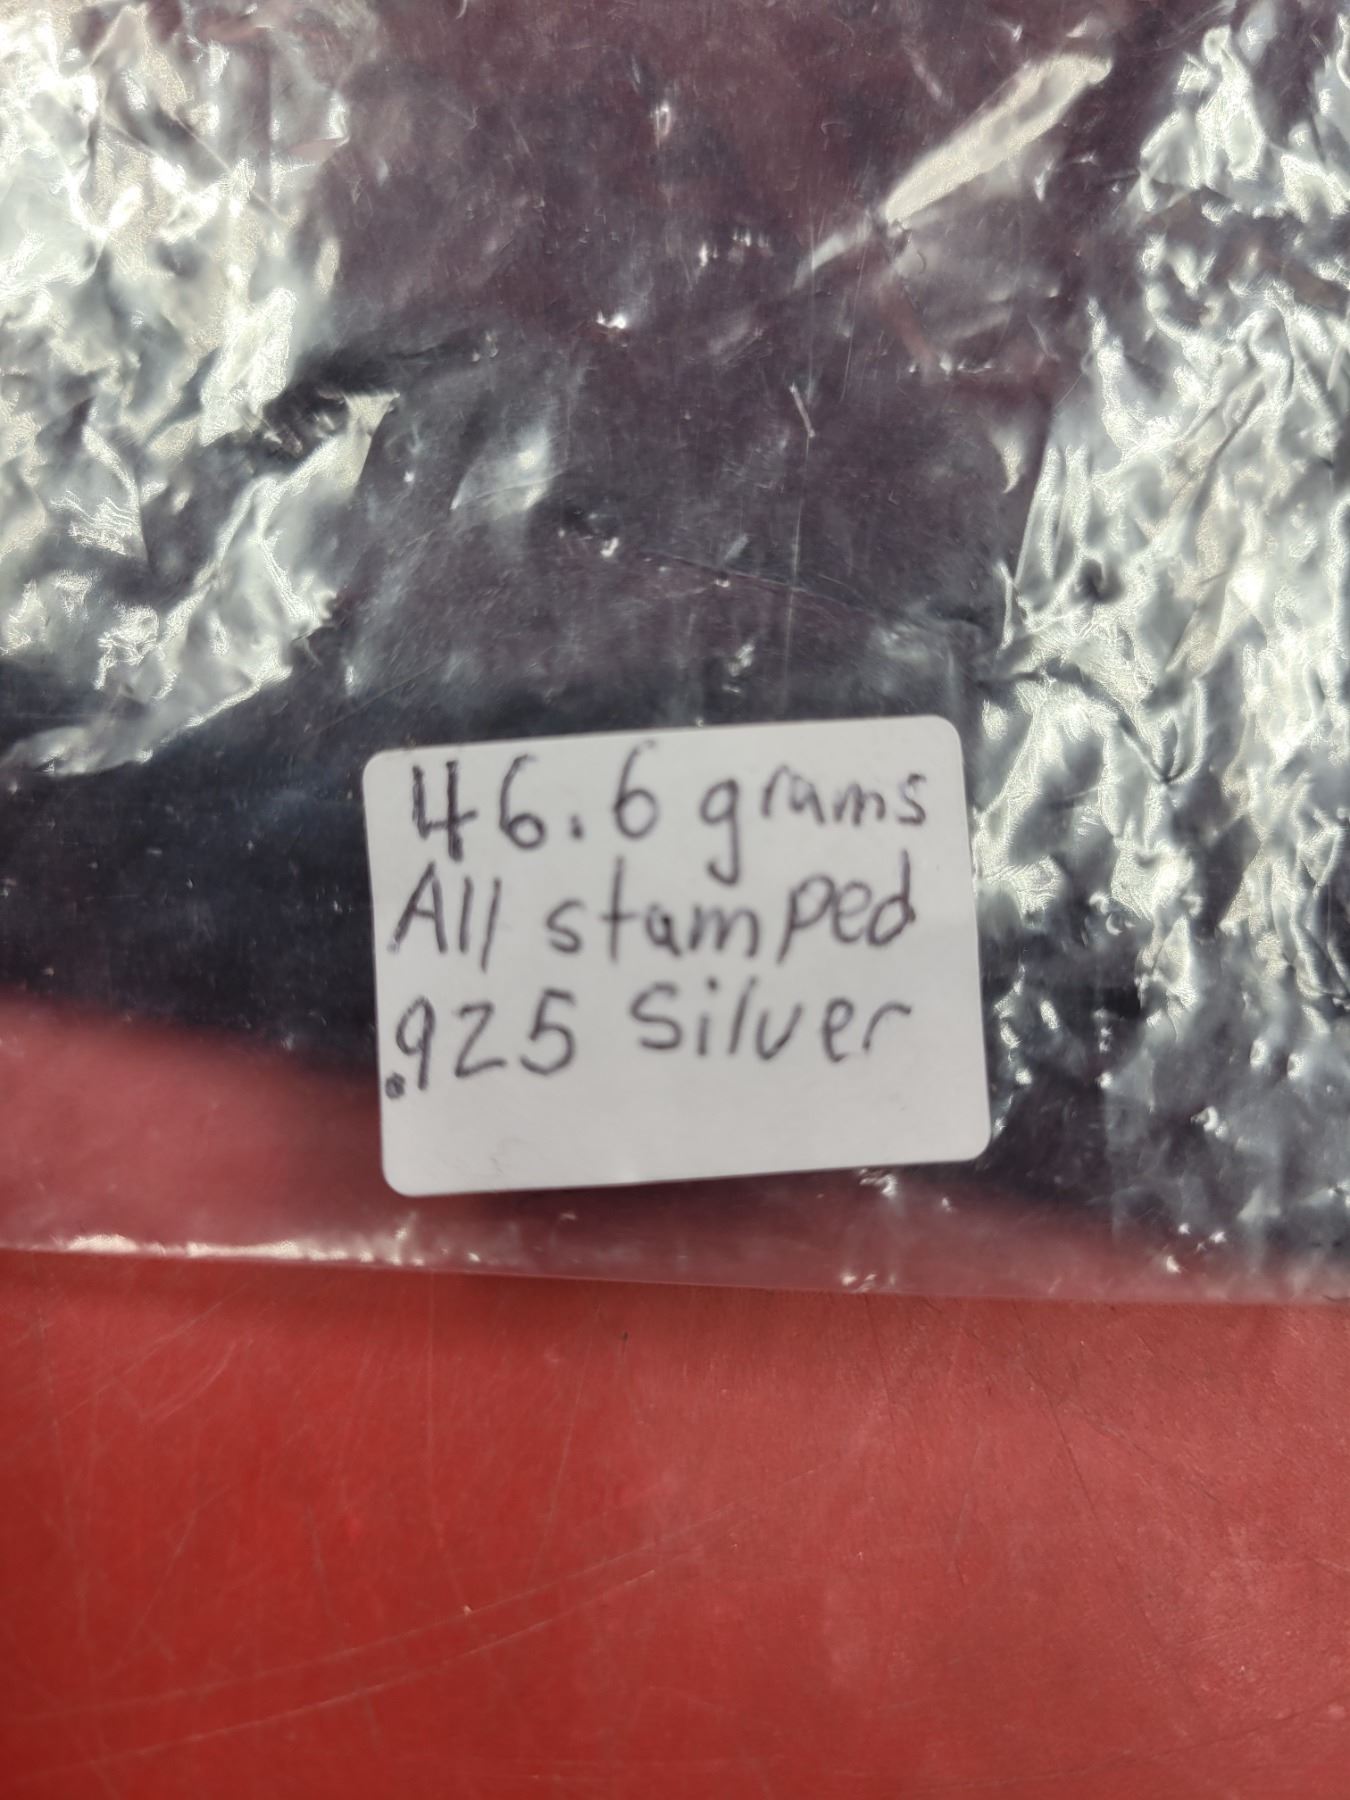 46.6 grams
All stamped
.925 Silver